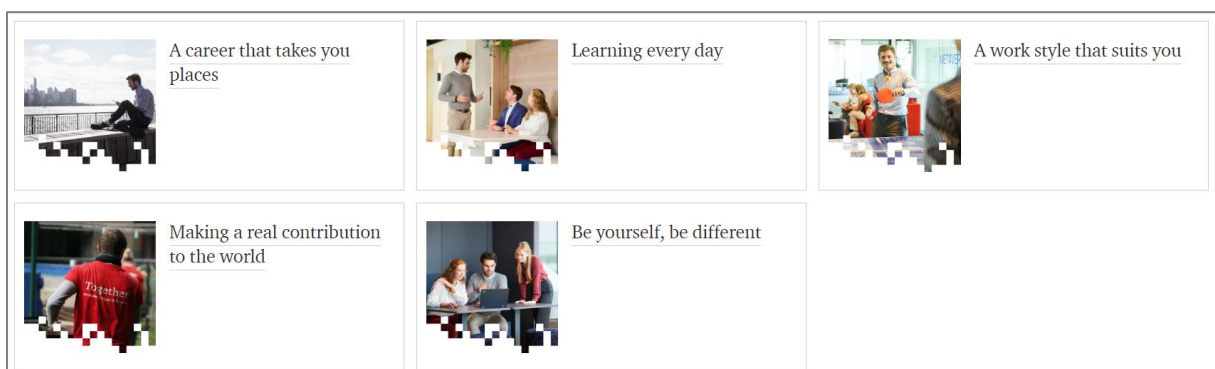 A career that takes you
places
Learning every day
A work style that suits you
Making a real contribution
to the world
Together
Be yourself, be different